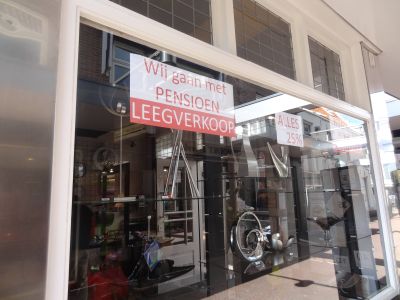 Wij gaan met
PENSIOEN
LEEGVERKOOP
ALLES
25%